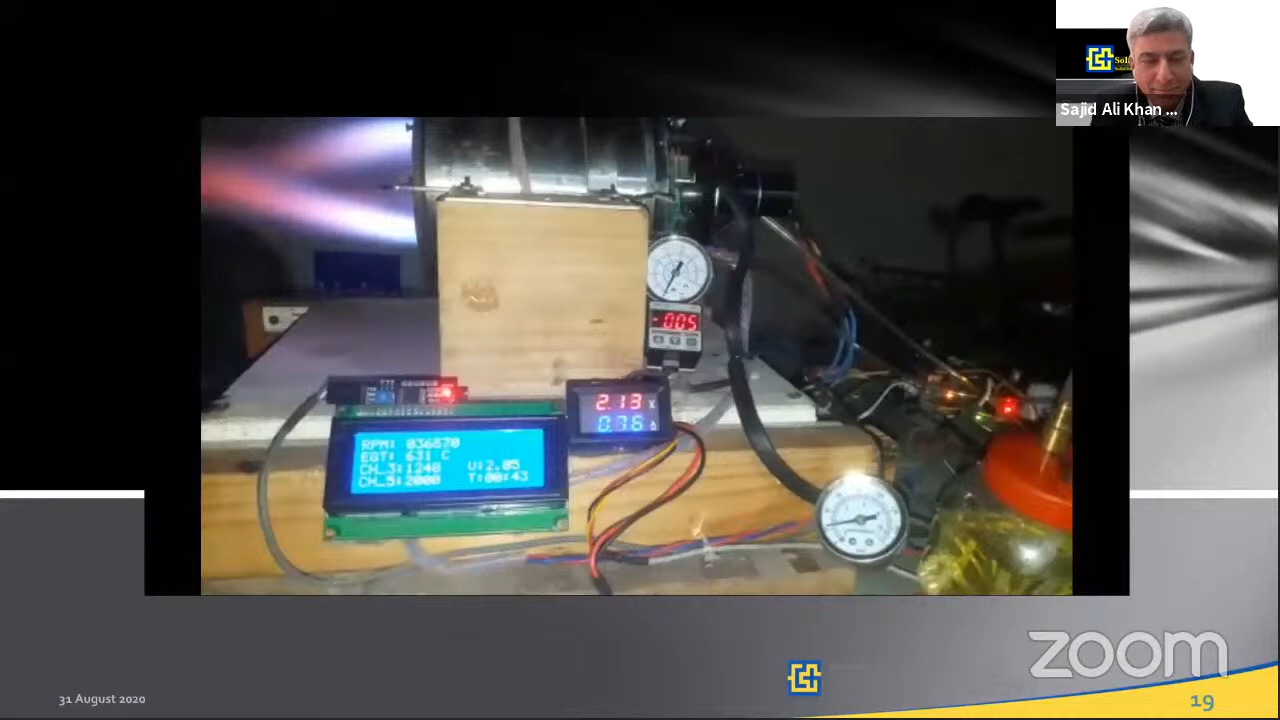 Sajid Ali Khan ...
-005
2.13 V
0.76 A
RPM: 036870
EGT: 631 C
CH_3:1240 U:2.05
CH_5:2000 T:00:43
zoom
31 August 2020
19